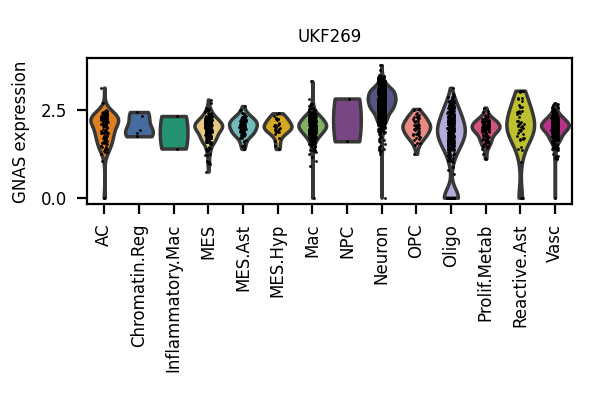 UKF269
GNAS expression
2.5
0.0
AC
Chromatin.Reg
Inflammatory.Mac
MES
MES.Ast
MES.Hyp
Mac
NPC
Neuron
OPC
Oligo
Prolif.Metab
Reactive.Ast
Vasc